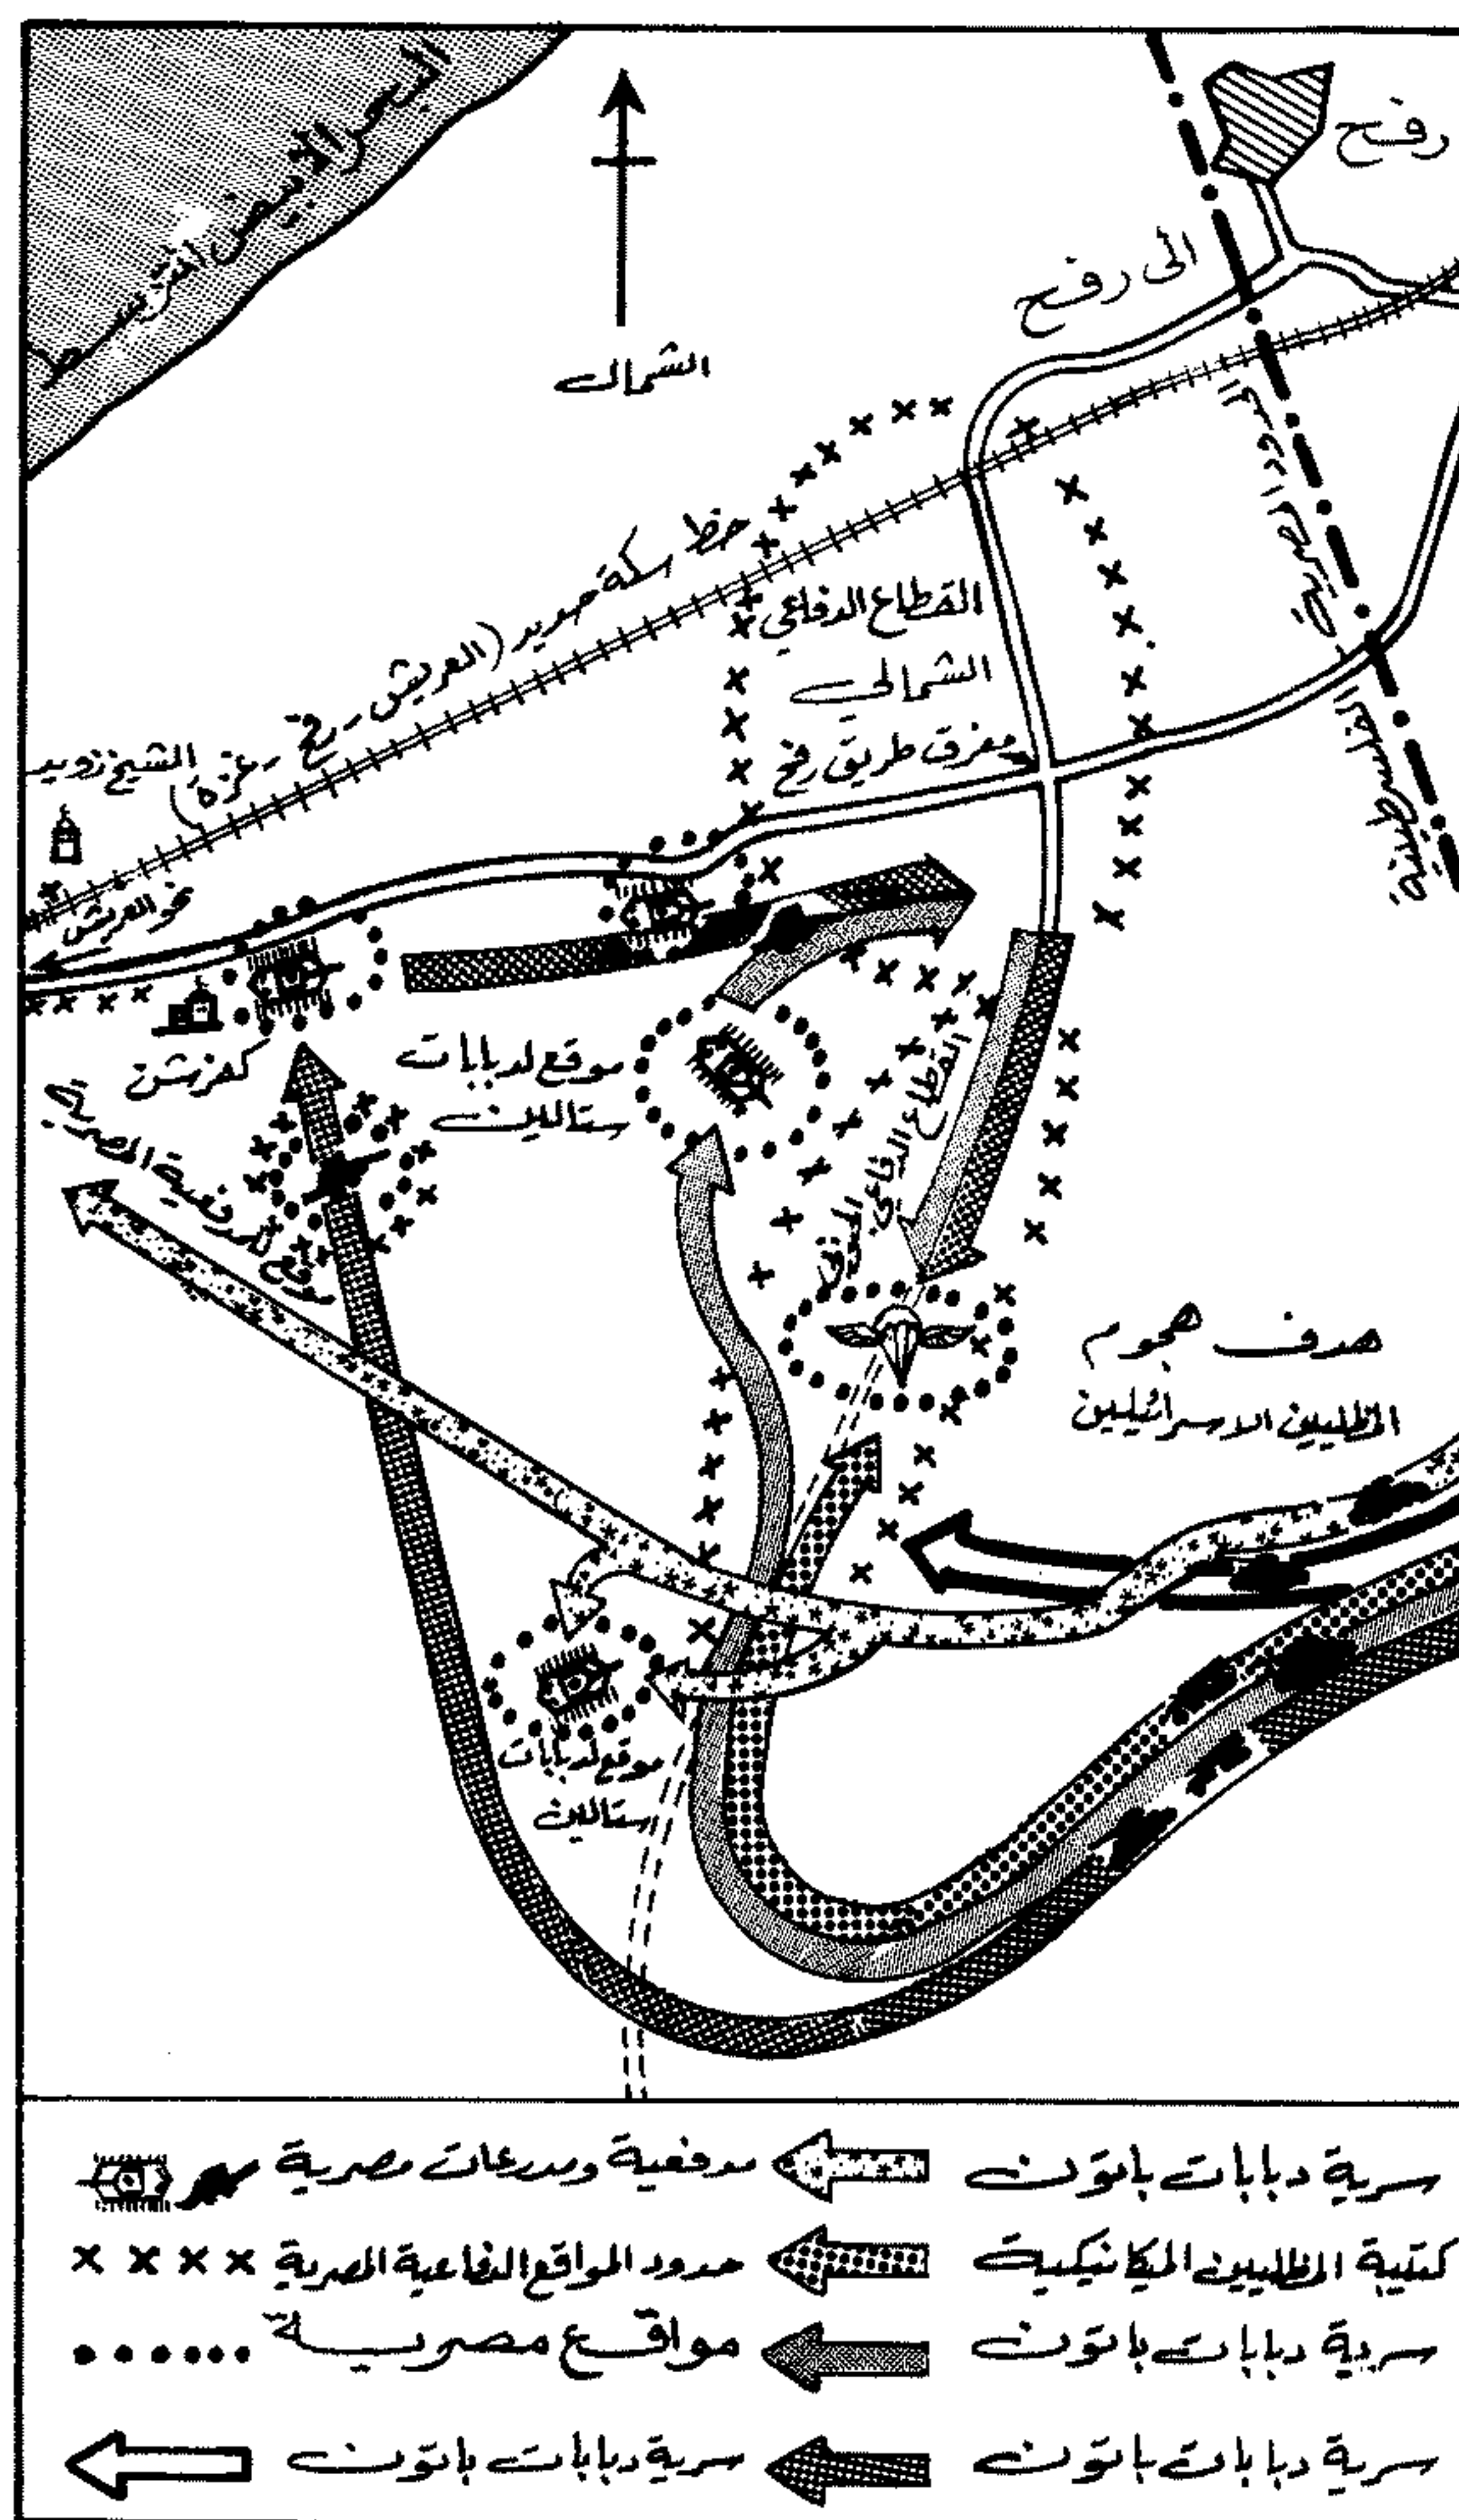 البحر الابيض المتوسط
رفح
الى رفح
الشمال
خط سكة حديد (العريش - رفح - غزة)
الشيخ زويد
القطاع الدفاعي
الشمالي
مفرق طريق رفح
نحو العريش
موقع لدبابات
ستالين
موقع المدفعية المصرية
القطاع الدفاعي
هدف هجوم
المظليين الاسرائيليين
موقع لدبابات
ستالين
سرية دبابات باتون
مدفعية ومدرعات مصرية
كتيبة المظليين الميكانيكية
حدود المواقع الدفاعية المصرية
سرية دبابات باتون
مواقع مصرية
سرية دبابات باتون
سرية دبابات باتون